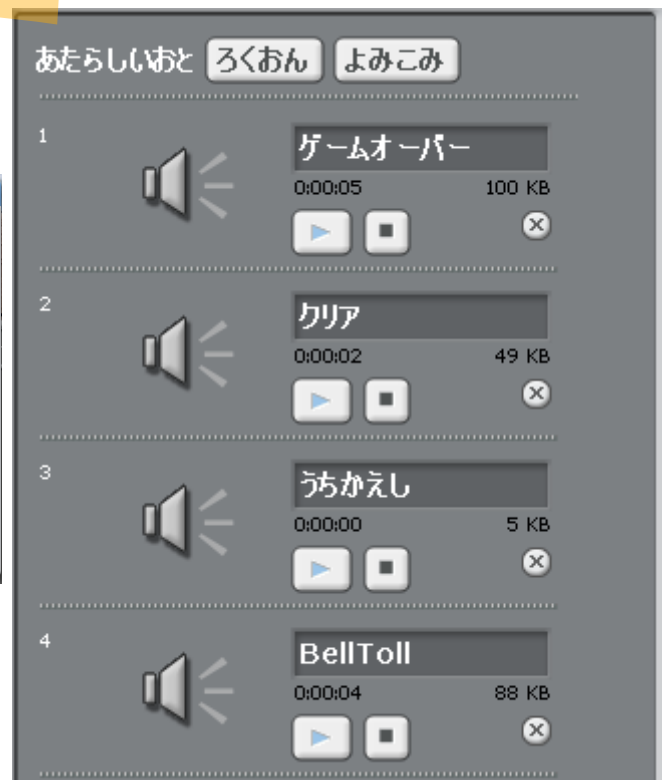 あたらしいおと ろくおん よみこみ
1
ゲームオーバー
0:00:05 100 KB
2
クリア
0:00:02 49 KB
3
うちかえし
0:00:00 5 KB
4
BellToll
0:00:04 88 KB